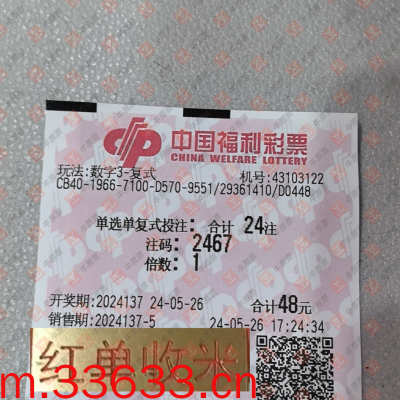 中国福利彩票
CHINA WELFARE LOTTERY
玩法:数字3-复式 机号:43103122
CB40-1966-7100-D570-9551/29361410/D0448
单选单复式投注: 合计 24注
注码: 2467
倍数: 1
开奖期:2024137 24-05-26 合计48元
销售期:2024137-5 24-05-26 17:24:34
红单收米
m.33633.cn